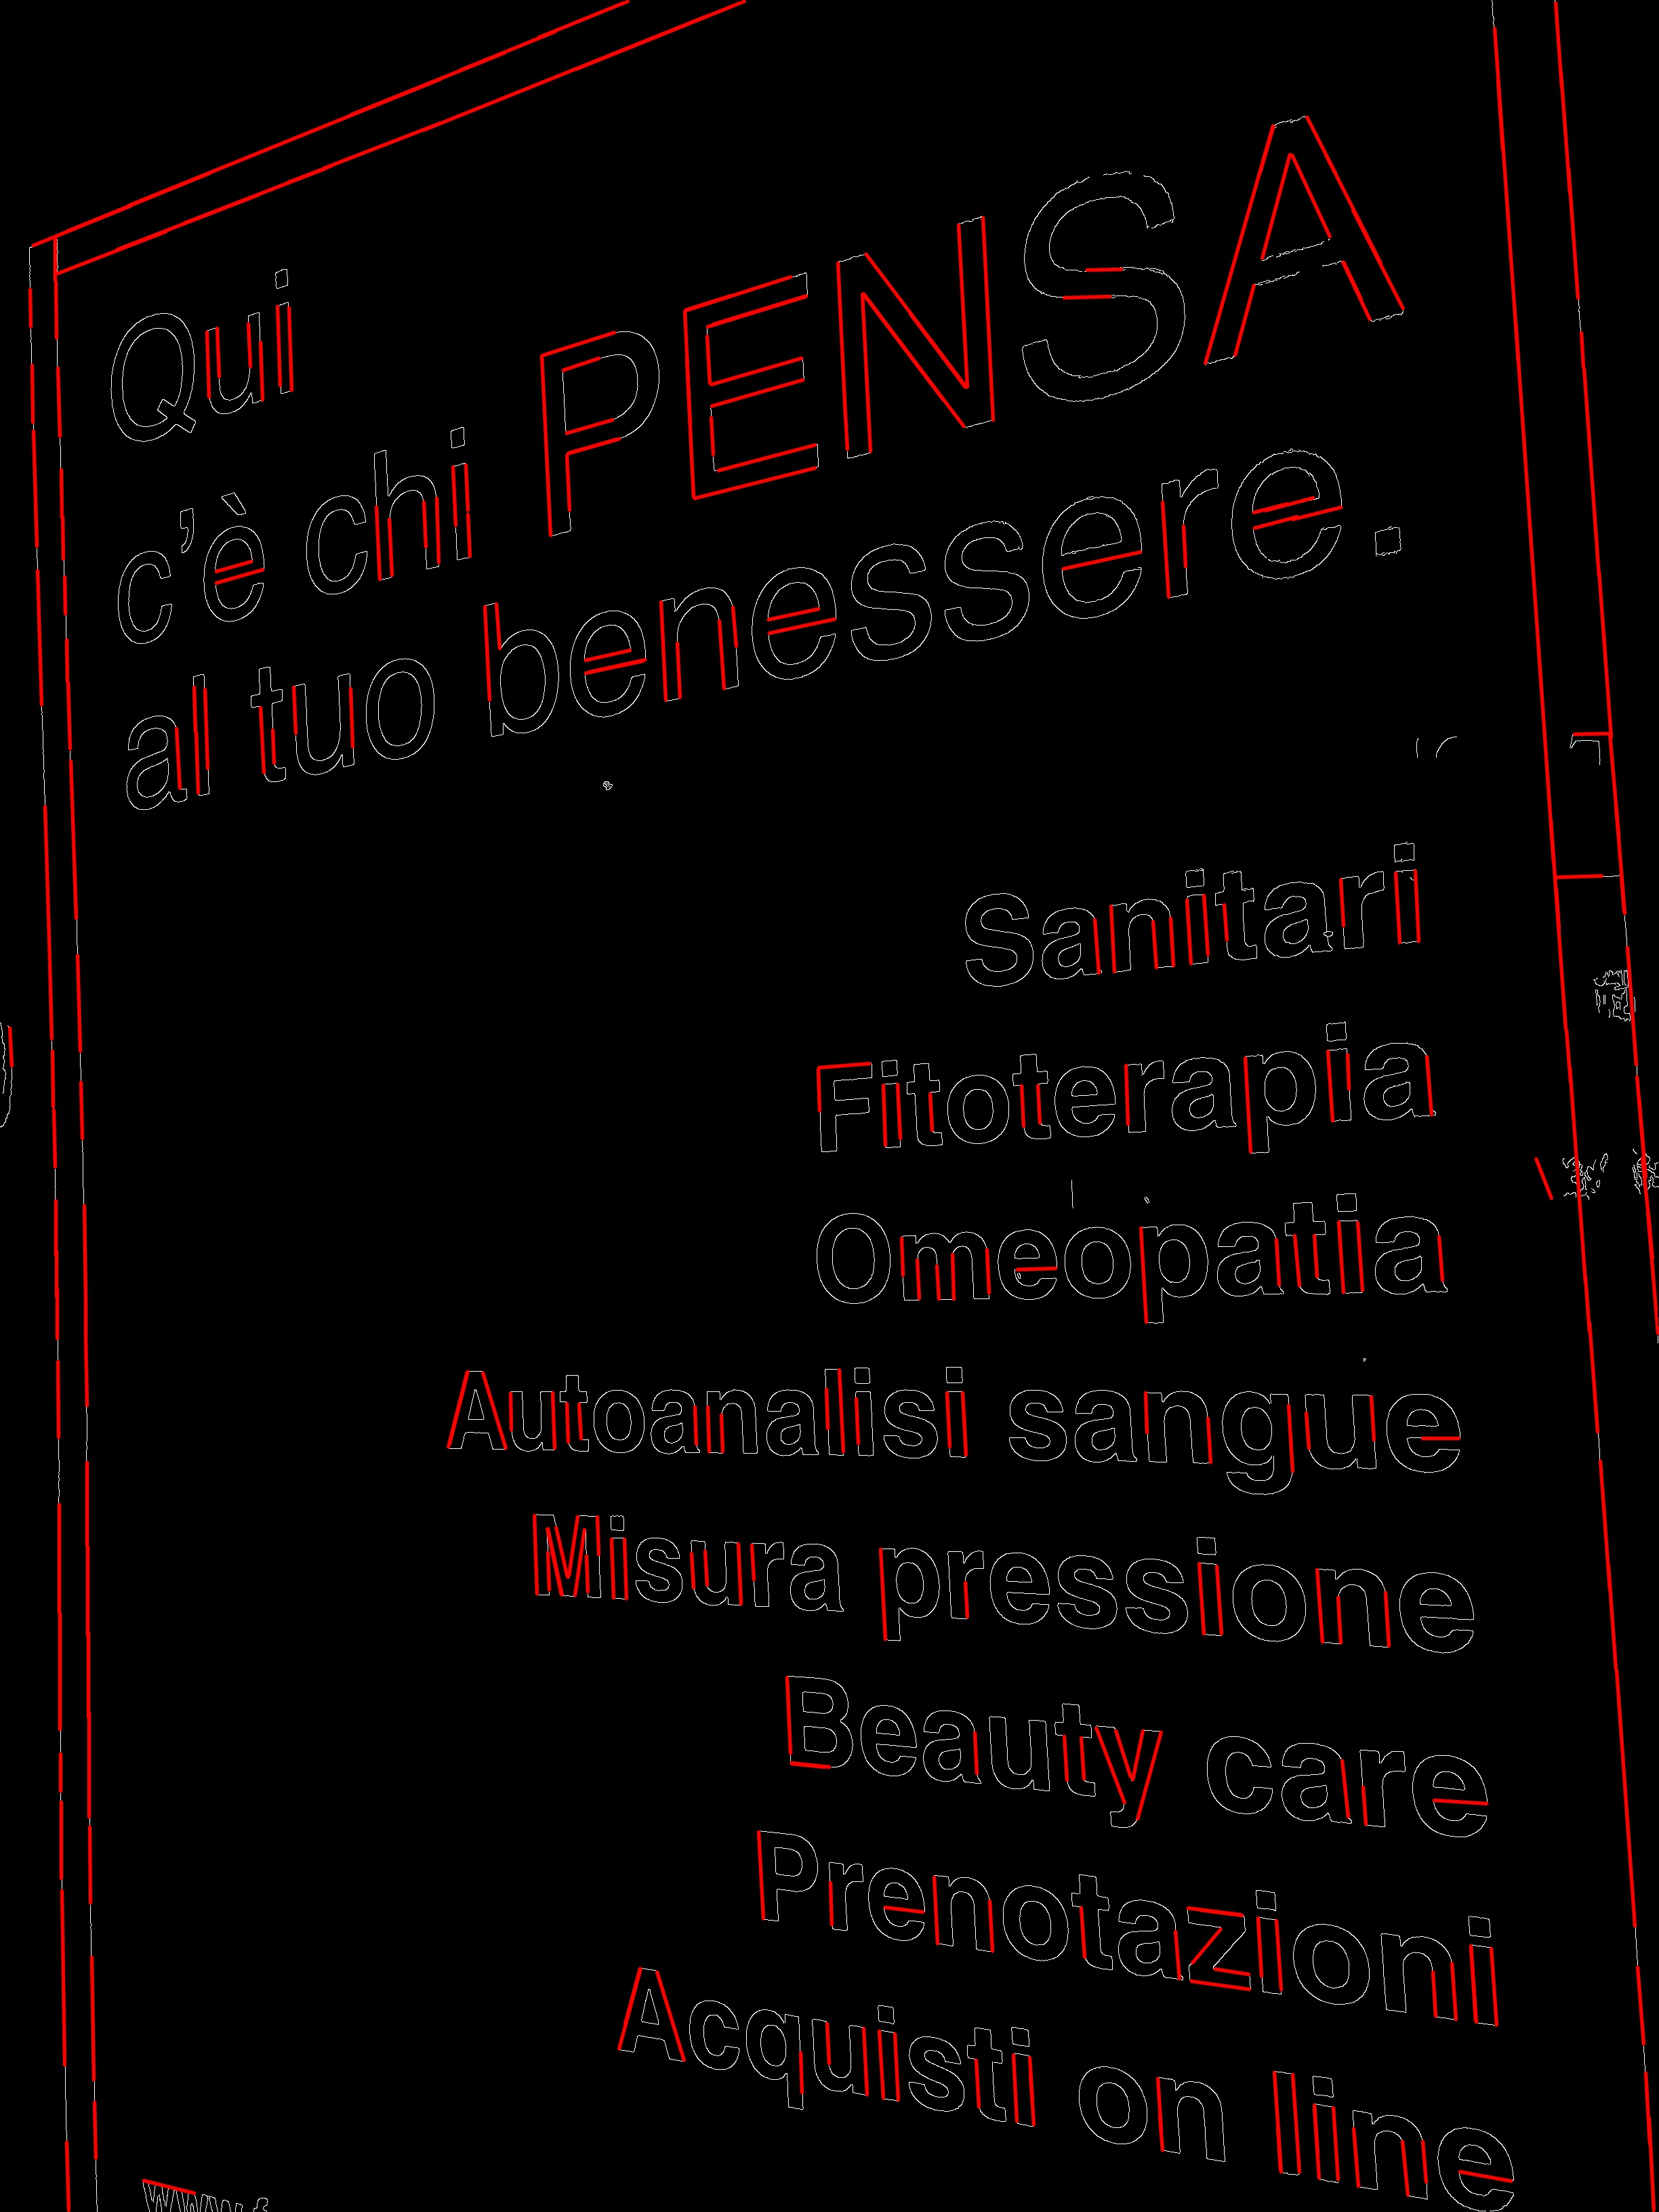 Qui
c'è chi PENSA
al tuo benessere.
Sanitari
Fitoterapia
Omeopatia
Autoanalisi sangue
Misura pressione
Beauty care
Prenotazioni
Acquisti on line